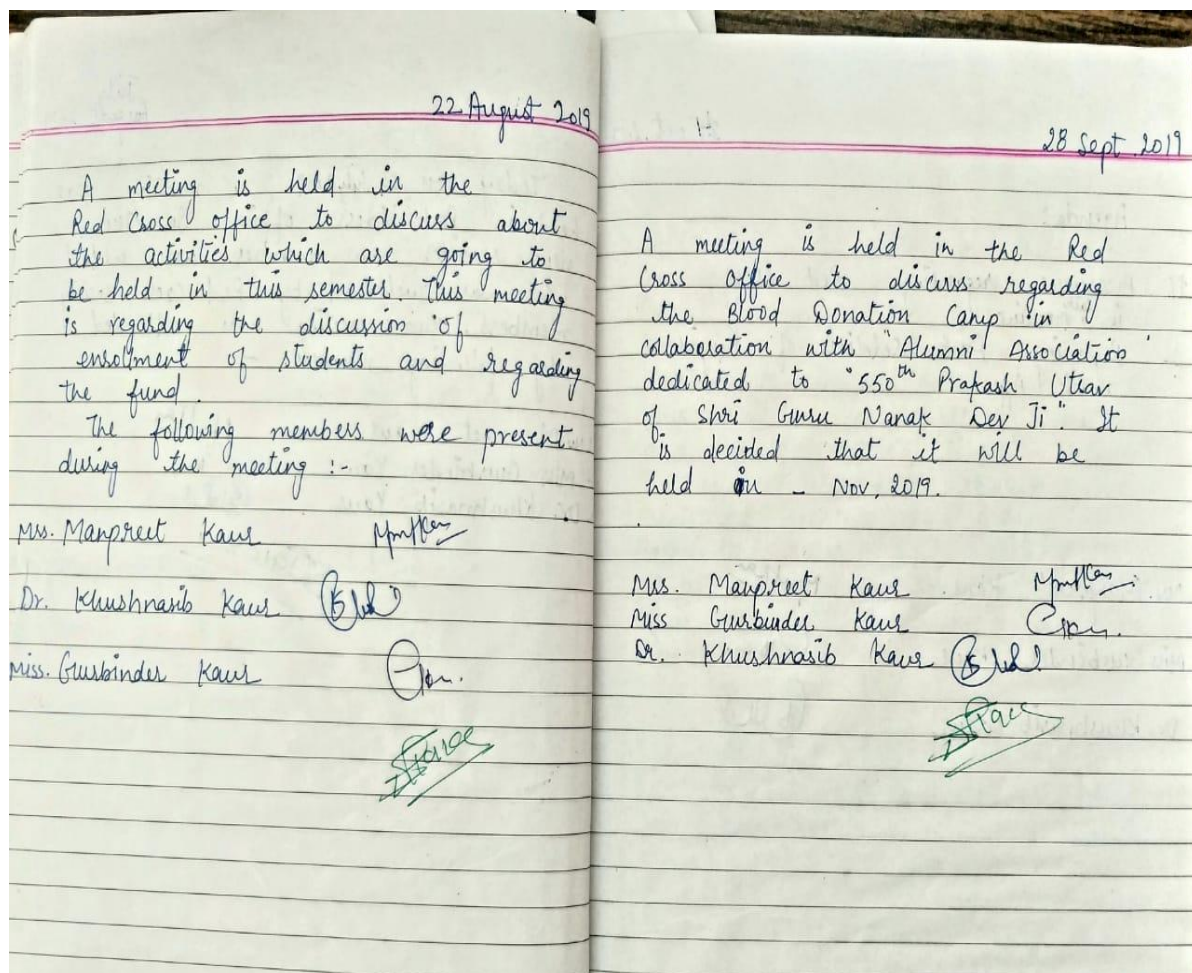 22 August 2019
A meeting is held in the
Red Cross office to discuss about
the activities which are going to
be held in this semester. This meeting
is regarding the discussion of
enrolment of students and regarding
the fund.
The following members were present
during the meeting :-
Mrs. Manpreet Kaur
Dr. Khushnasib Kaur
Miss. Gurbinder Kaur
28 Sept. 2019
A meeting is held in the Red
Cross Office to discuss regarding
the Blood Donation Camp in
collaboration with "Alumni Association"
dedicated to "550th Prakash Utsav
of Shri Guru Nanak Dev Ji". It
is decided that it will be
held in - Nov, 2019.
Mrs. Manpreet Kaur
Miss Gurbinder Kaur
Dr. Khushnasib Kaur